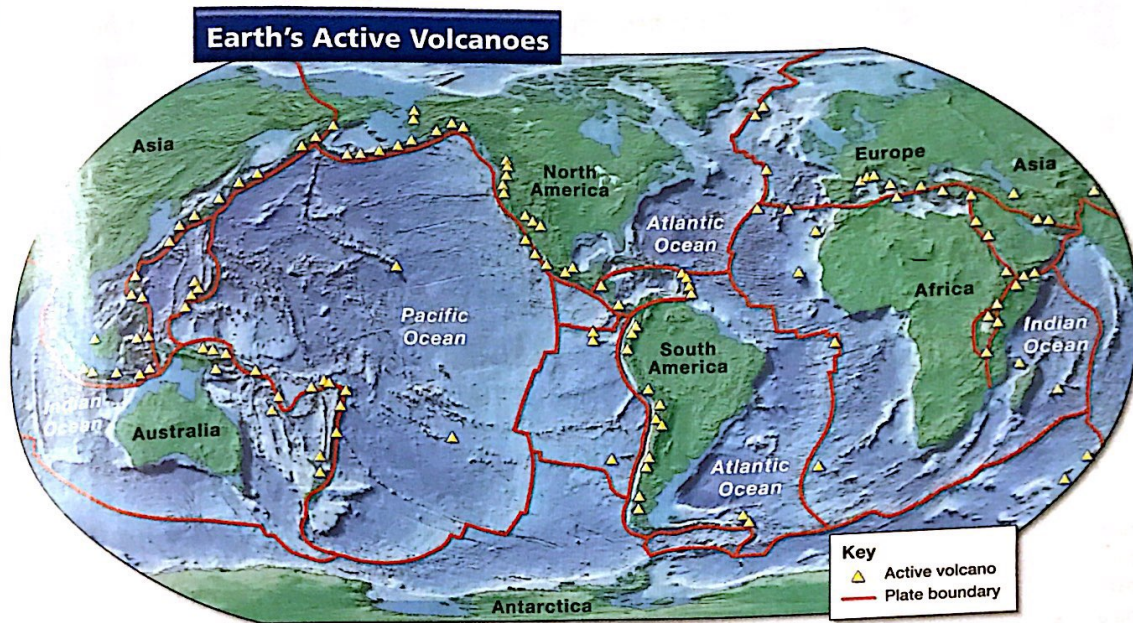 Earth's Active Volcanoes
Asia
North
America
Europe
Asia
Atlantic
Ocean
Pacific
Ocean
Africa
Indian
Ocean
South
America
Indian
Ocean
Australia
Atlantic
Ocean
Antarctica
Key
Active volcano
Plate boundary